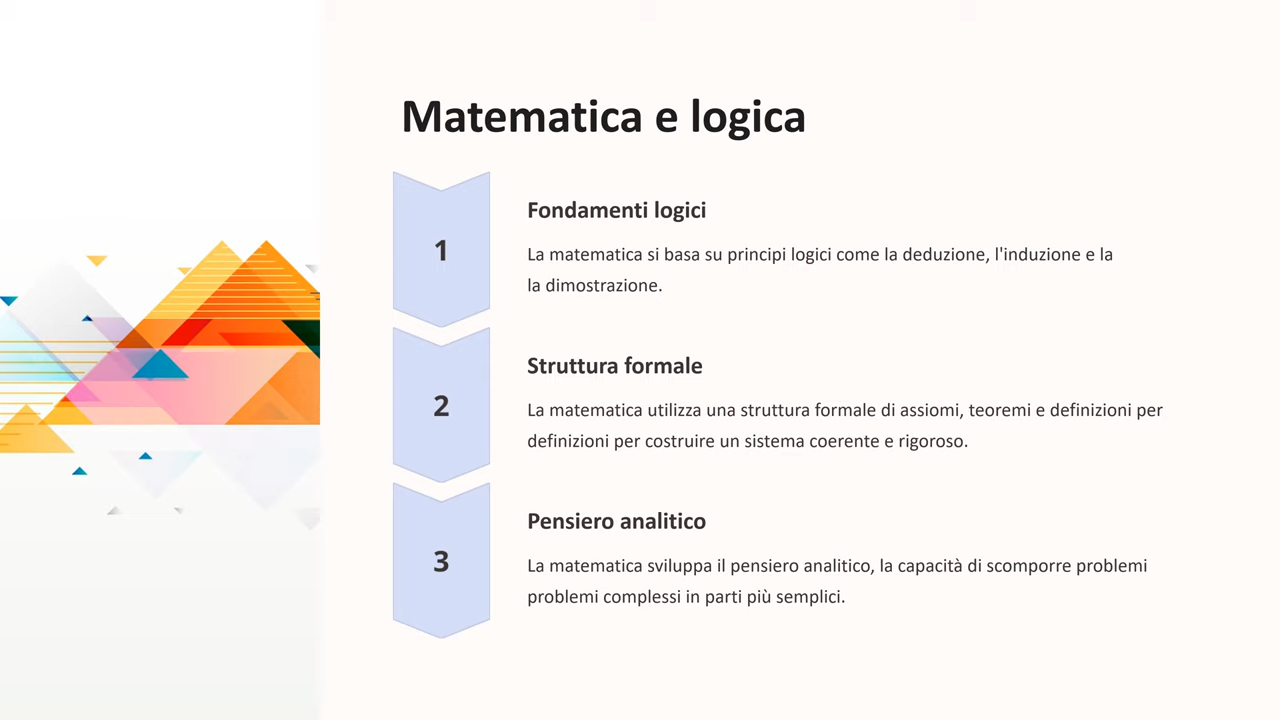 Matematica e logica
1
Fondamenti logici
La matematica si basa su principi logici come la deduzione, l'induzione e la
la dimostrazione.
2
Struttura formale
La matematica utilizza una struttura formale di assiomi, teoremi e definizioni per
definizioni per costruire un sistema coerente e rigoroso.
3
Pensiero analitico
La matematica sviluppa il pensiero analitico, la capacità di scomporre problemi
problemi complessi in parti più semplici.